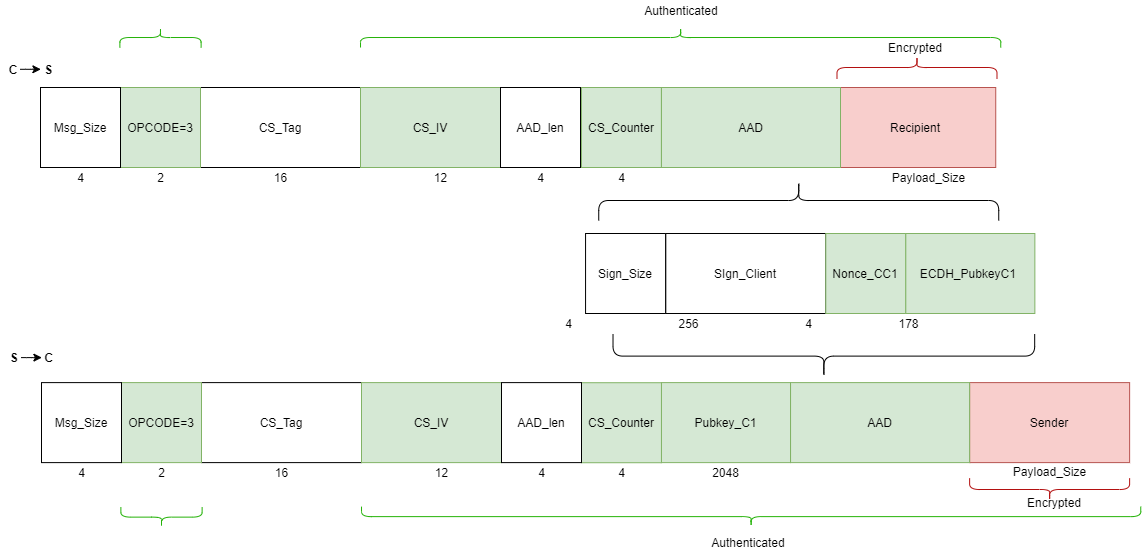 Authenticated
Encrypted
C → S
Msg_Size
OPCODE=3
CS_Tag
CS_IV
AAD_len
CS_Counter
AAD
Recipient
4
2
16
12
4
4
Payload_Size
Sign_Size
SIgn_Client
Nonce_CC1
ECDH_PubkeyC1
4
256
4
178
S → C
Msg_Size
OPCODE=3
CS_Tag
CS_IV
AAD_len
CS_Counter
Pubkey_C1
AAD
Sender
4
2
16
12
4
4
2048
Payload_Size
Encrypted
Authenticated